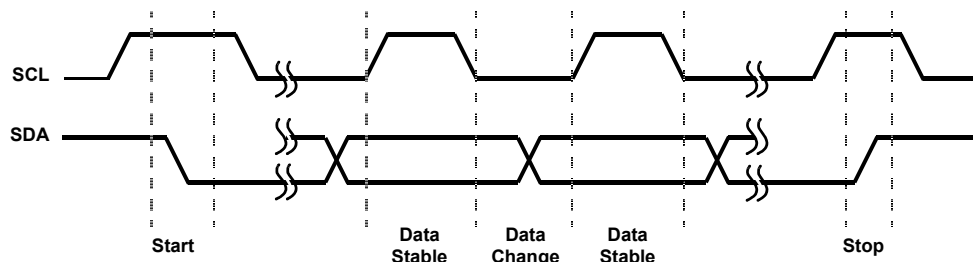 SCL
SDA
Start
Data
Stable
Data
Change
Data
Stable
Stop